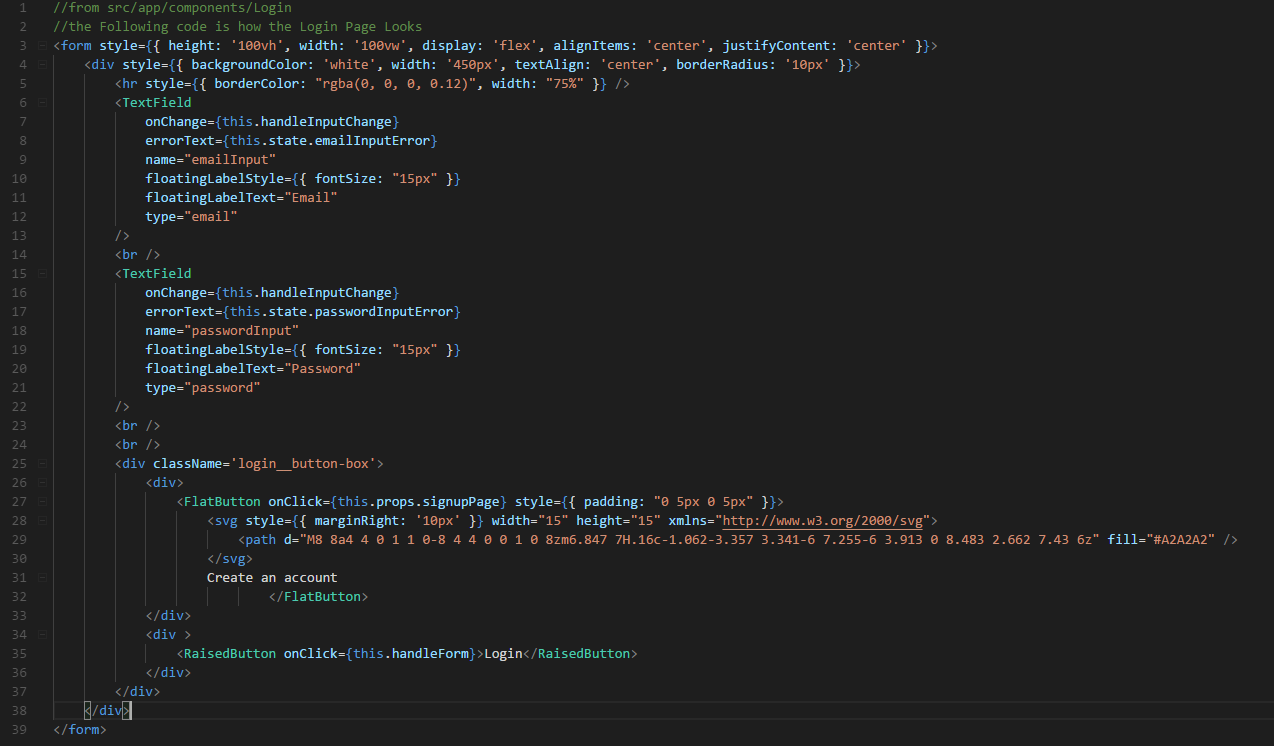 1 //from src/app/components/Login
2 //the Following code is how the Login Page Looks
3 <form style={{ height: '100vh', width: '100vw', display: 'flex', alignItems: 'center', justifyContent: 'center' }}>
4     <div style={{ backgroundColor: 'white', width: '450px', textAlign: 'center', borderRadius: '10px' }}>
5         <hr style={{ borderColor: "rgba(0, 0, 0, 0.12)", width: "75%" }} />
6         <TextField
7             onChange={this.handleInputChange}
8             errorText={this.state.emailInputError}
9             name="emailInput"
10             floatingLabelStyle={{ fontSize: "15px" }}
11             floatingLabelText="Email"
12             type="email"
13         />
14         <br />
15         <TextField
16             onChange={this.handleInputChange}
17             errorText={this.state.passwordInputError}
18             name="passwordInput"
19             floatingLabelStyle={{ fontSize: "15px" }}
20             floatingLabelText="Password"
21             type="password"
22         />
23         <br />
24         <br />
25         <div className='login__button-box'>
26             <div>
27                 <FlatButton onClick={this.props.signupPage} style={{ padding: "0 5px 0 5px" }}>
28                     <svg style={{ marginRight: '10px' }} width="15" height="15" xmlns="http://www.w3.org/2000/svg">
29                         <path d="M8 8a4 4 0 1 1 0-8 4 4 0 0 1 0 8zm6.847 7H.16c-1.062-3.357 3.341-6 7.255-6 3.913 0 8.483 2.662 7.43 6z" fill="#A2A2A2" />
30                     </svg>
31                     Create an account
32                             </FlatButton>
33             </div>
34             <div >
35                 <RaisedButton onClick={this.handleForm}>Login</RaisedButton>
36             </div>
37         </div>
38     </div>
39 </form>